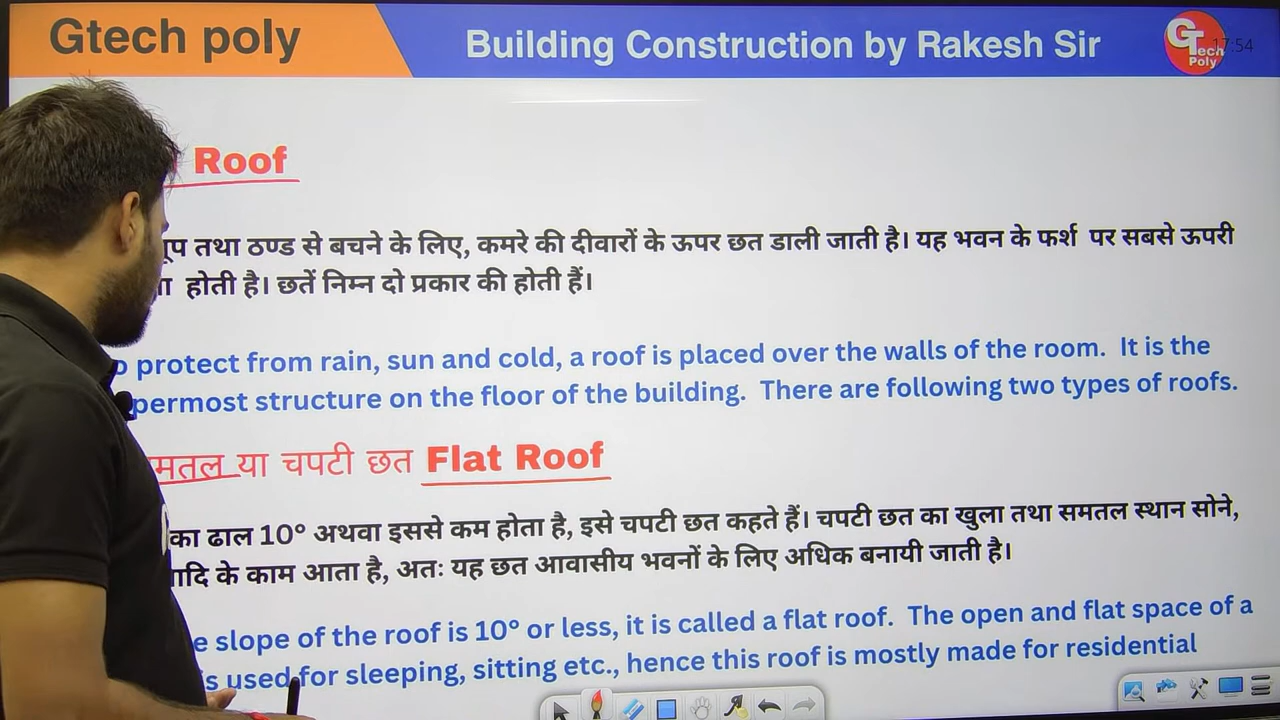 Gtech poly
Building Construction by Rakesh Sir
GTech Poly
17:54
Roof
तथा ठण्ड से बचने के लिए, कमरे की दीवारों के ऊपर छत डाली जाती है। यह भवन के फर्श पर सबसे ऊपरी
होती है। छतें निम्न दो प्रकार की होती हैं।
protect from rain, sun and cold, a roof is placed over the walls of the room. It is the
permost structure on the floor of the building. There are following two types of roofs.
मतल या चपटी छत Flat Roof
का ढाल 10° अथवा इससे कम होता है, इसे चपटी छत कहते हैं। चपटी छत का खुला तथा समतल स्थान सोने,
के काम आता है, अतः यह छत आवासीय भवनों के लिए अधिक बनायी जाती है।
e slope of the roof is 10° or less, it is called a flat roof. The open and flat space of a
is used for sleeping, sitting etc., hence this roof is mostly made for residential